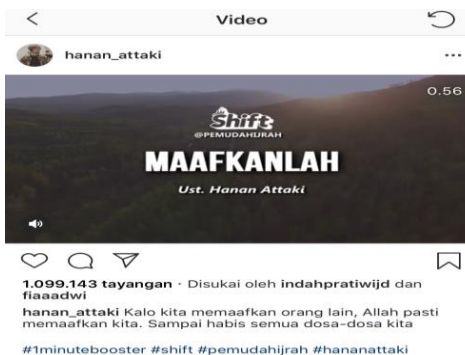 Video
hanan_attaki
0.56
Shift
@PEMUDAHIJRAH
MAAFKANLAH
Ust. Hanan Attaki
1.099.143 tayangan · Disukai oleh indahpratiwijd dan
fiaaadwi
hanan_attaki Kalo kita memaafkan orang lain, Allah pasti
memaafkan kita. Sampai habis semua dosa-dosa kita
#1minutebooster #shift #pemudahijrah #hananattaki